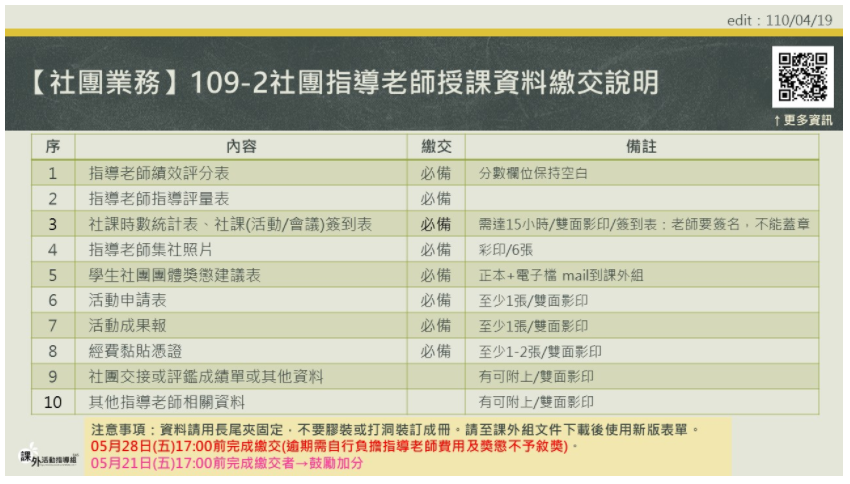 edit : 110/04/19
【社團業務】109-2社團指導老師授課資料繳交說明
↑更多資訊
序 內容 繳交 備註
1 指導老師績效評分表 必備 分數欄位保持空白
2 指導老師指導評量表 必備
3 社課時數統計表、社課(活動/會議)簽到表 必備 需達15小時/雙面影印/簽到表：老師要簽名，不能蓋章
4 指導老師集社照片 必備 彩印/6張
5 學生社團團體獎懲建議表 必備 正本+電子檔 mail到課外組
6 活動申請表 必備 至少1張/雙面影印
7 活動成果報 必備 至少1張/雙面影印
8 經費黏貼憑證 必備 至少1-2張/雙面影印
9 社團交接或評鑑成績單或其他資料 有可附上/雙面影印
10 其他指導老師相關資料 有可附上/雙面影印
注意事項：資料請用長尾夾固定，不要膠裝或打洞裝訂成冊。請至課外組文件下載後使用新版表單。
05月28日(五)17:00前完成繳交(逾期需自行負擔指導老師費用及獎懲不予敘獎)。
05月21日(五)17:00前完成繳交者→鼓勵加分
課外活動指導組